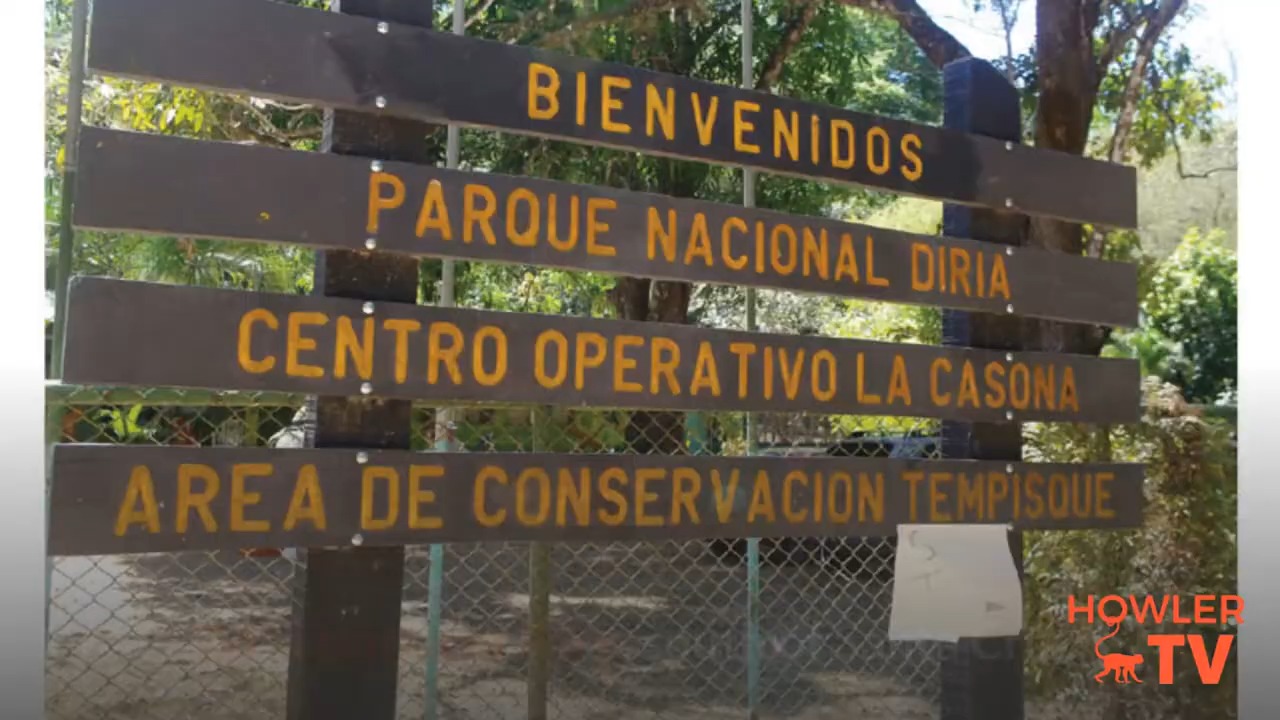 BIENVENIDOS
PARQUE NACIONAL DIRIA
CENTRO OPERATIVO LA CASONA
AREA DE CONSERVACION TEMPISQUE
HOWLER
TV